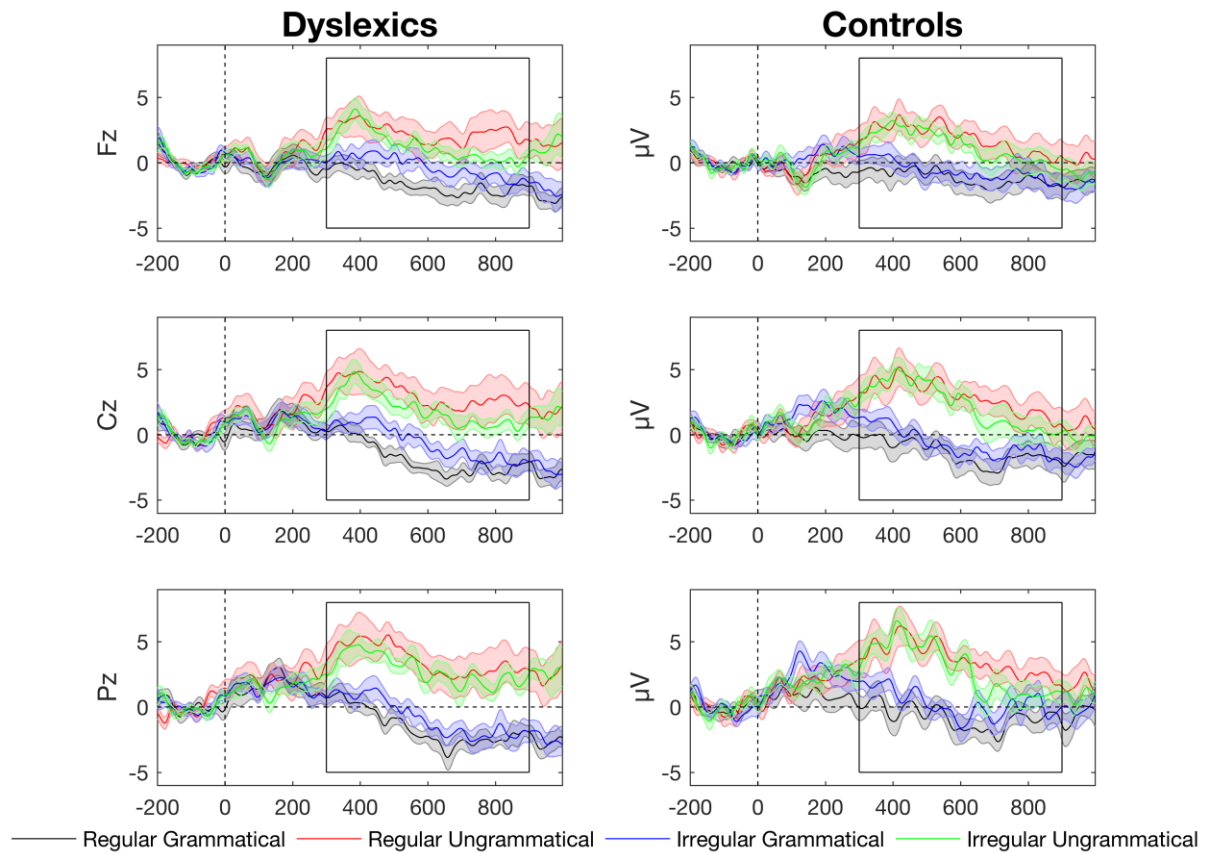 Dyslexics Controls
5 5
Fz 0 µV 0
-5 -5
-200 0 200 400 600 800 -200 0 200 400 600 800
5 5
Cz 0 µV 0
-5 -5
-200 0 200 400 600 800 -200 0 200 400 600 800
5 5
Pz 0 µV 0
-5 -5
-200 0 200 400 600 800 -200 0 200 400 600 800
Regular Grammatical Regular Ungrammatical Irregular Grammatical Irregular Ungrammatical